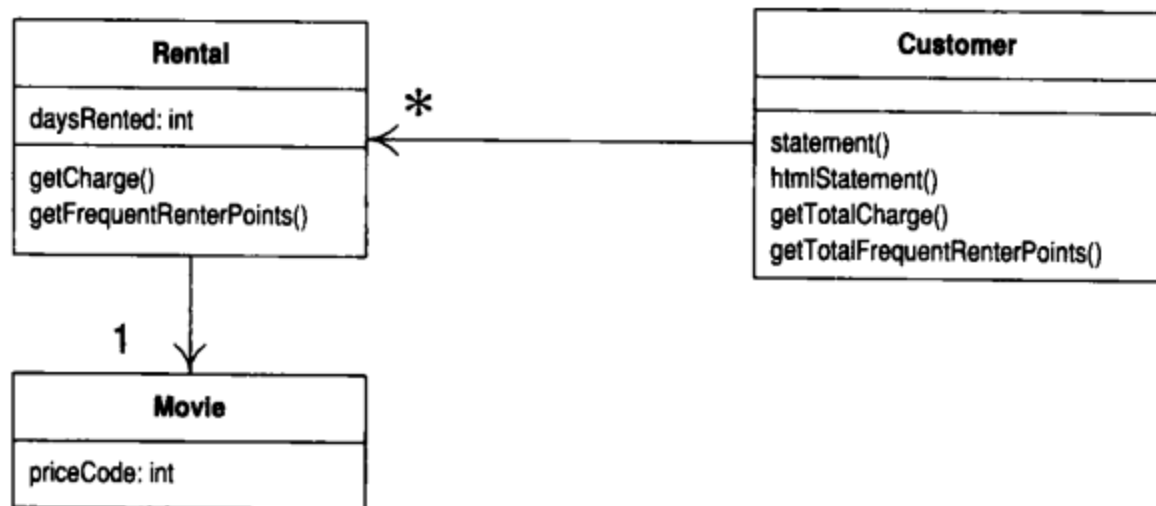 Rental
daysRented: int
getCharge()
getFrequentRenterPoints()
*
Customer
statement()
htmlStatement()
getTotalCharge()
getTotalFrequentRenterPoints()
1
Movie
priceCode: int